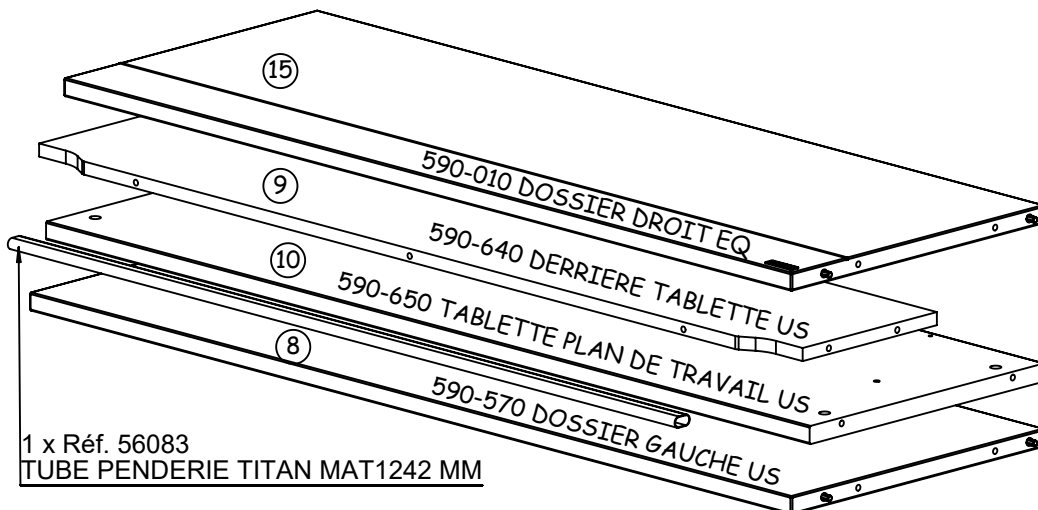 15
590-010 DOSSIER DROIT EQ
9
590-640 DERRIERE TABLETTE US
10
590-650 TABLETTE PLAN DE TRAVAIL US
8
590-570 DOSSIER GAUCHE US
1 x Réf. 56083
TUBE PENDERIE TITAN MAT1242 MM